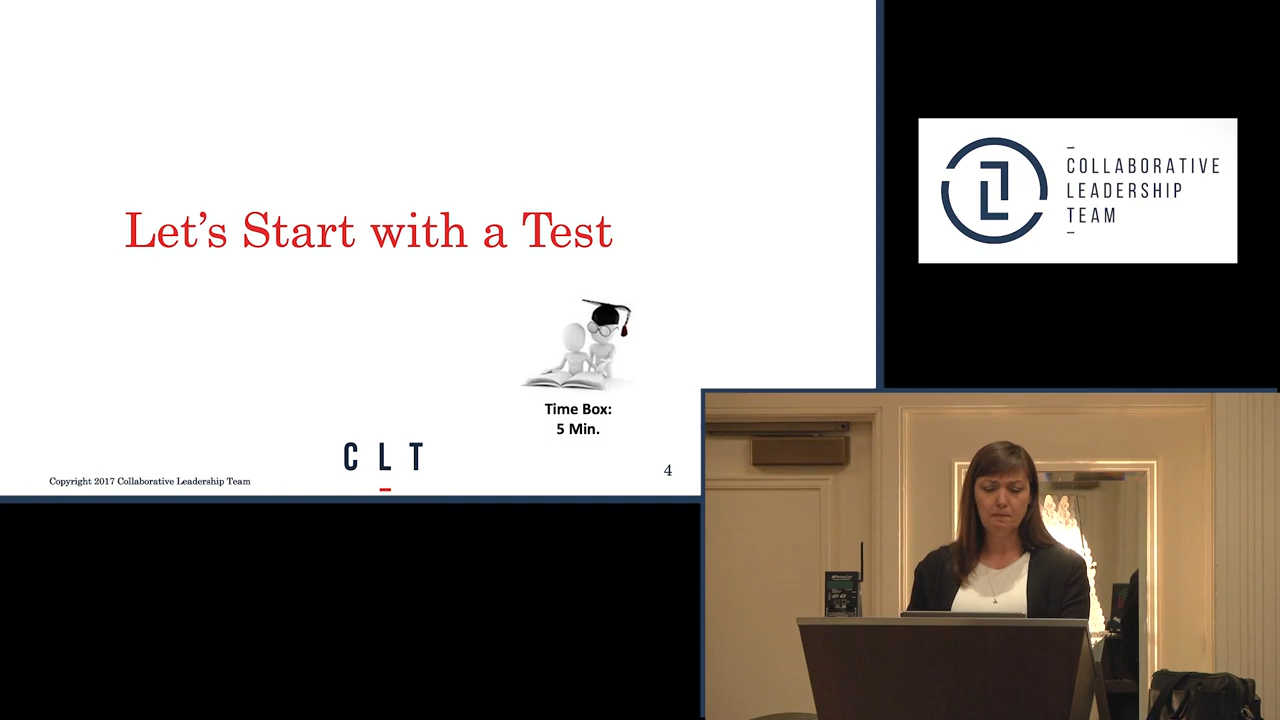 Let's Start with a Test
Time Box:
5 Min.
C L T
Copyright 2017 Collaborative Leadership Team
4
COLLABORATIVE
LEADERSHIP
TEAM